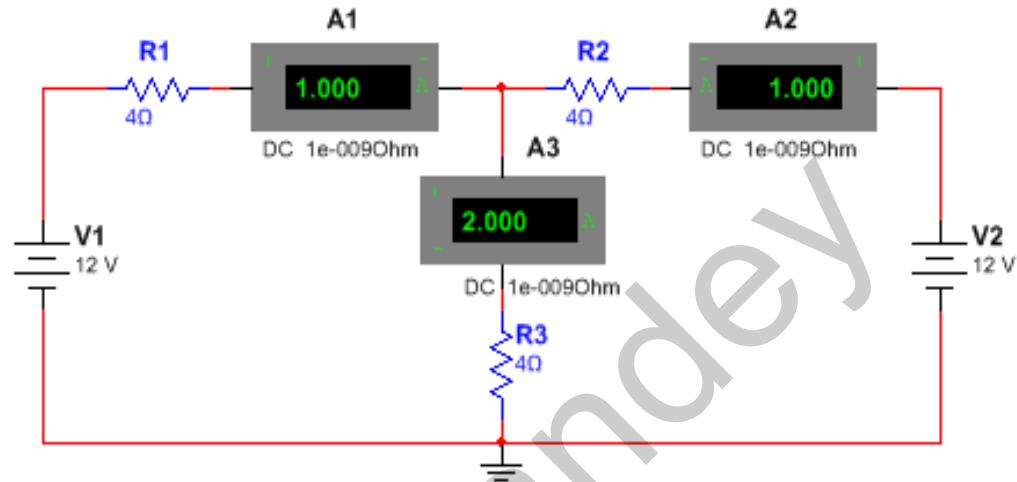 A1
A2
R1
R2
+
-
-
+
1.000
A
A
1.000
4Ω
4Ω
DC 1e-009Ohm
DC 1e-009Ohm
A3
+
2.000
A
-
V1
12 V
V2
12 V
DC 1e-009Ohm
R3
4Ω
andey